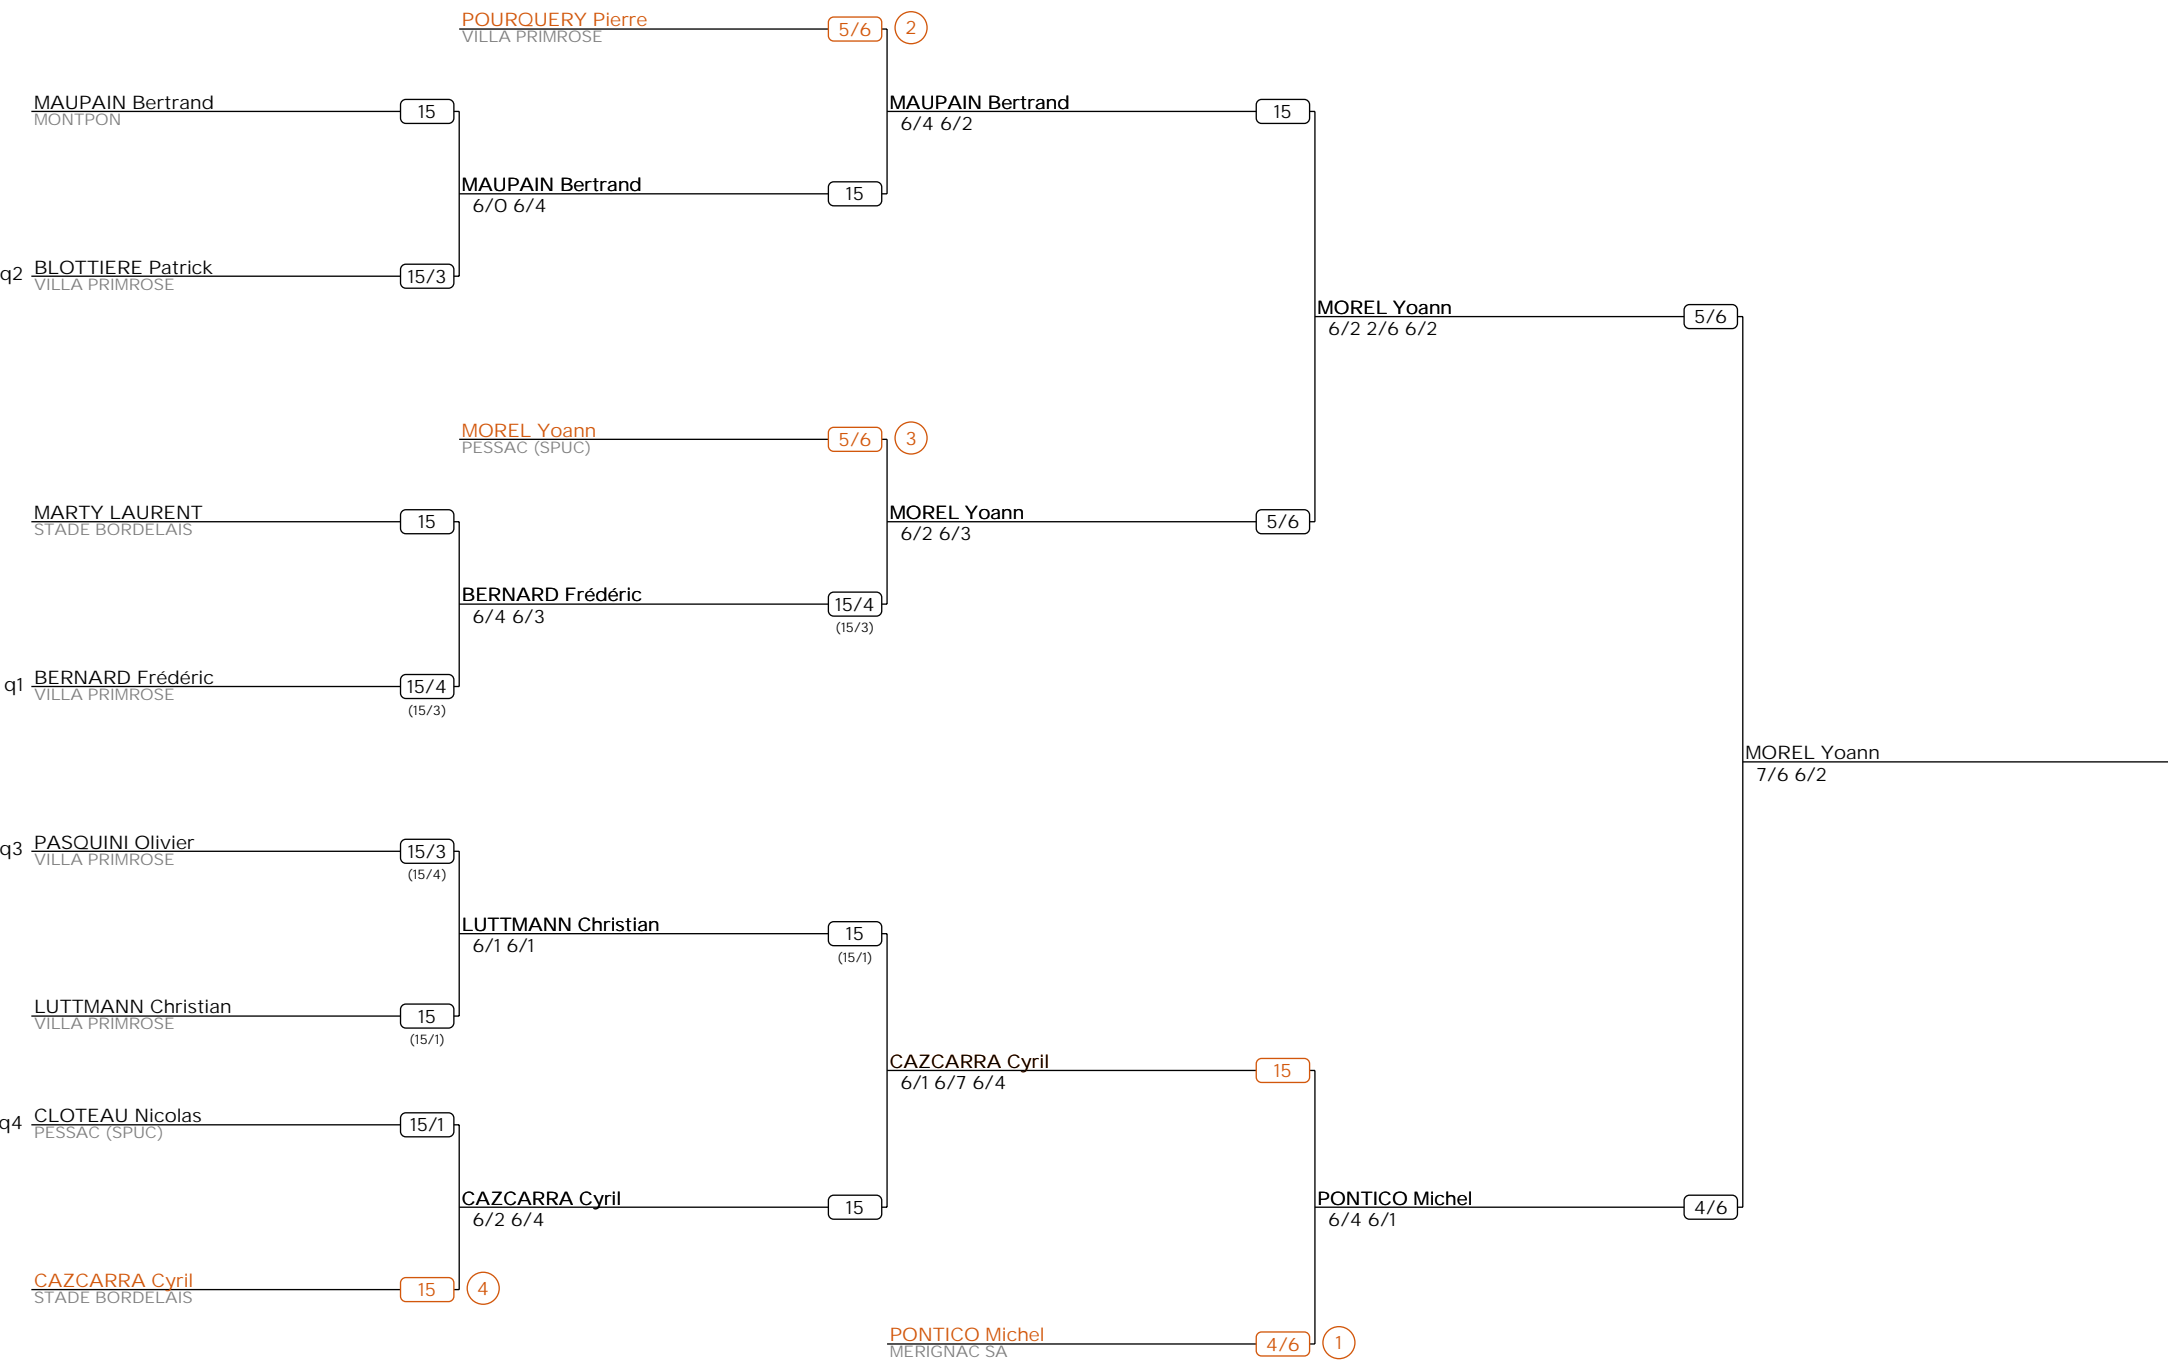 POURQUERY Pierre 5/6 2
VILLA PRIMROSE
MAUPAIN Bertrand 15
MONTPON
MAUPAIN Bertrand 15
6/4 6/2
MAUPAIN Bertrand 15
6/0 6/4
q2 BLOTTIERE Patrick 15/3
VILLA PRIMROSE
MOREL Yoann 5/6
6/2 2/6 6/2
MOREL Yoann 5/6 3
PESSAC (SPUC)
MARTY LAURENT 15
STADE BORDELAIS
MOREL Yoann 5/6
6/2 6/3
BERNARD Frédéric 15/4
6/4 6/3
(15/3)
q1 BERNARD Frédéric 15/4
VILLA PRIMROSE
(15/3)
MOREL Yoann
7/6 6/2
q3 PASQUINI Olivier 15/3
VILLA PRIMROSE
(15/4)
LUTTMANN Christian 15
6/1 6/1
(15/1)
LUTTMANN Christian 15
VILLA PRIMROSE
(15/1)
CAZCARRA Cyril 15
6/1 6/7 6/4
q4 CLOTEAU Nicolas 15/1
PESSAC (SPUC)
CAZCARRA Cyril 15
6/2 6/4
PONTICO Michel 4/6
6/4 6/1
CAZCARRA Cyril 15 4
STADE BORDELAIS
PONTICO Michel 4/6 1
MERIGNAC SA